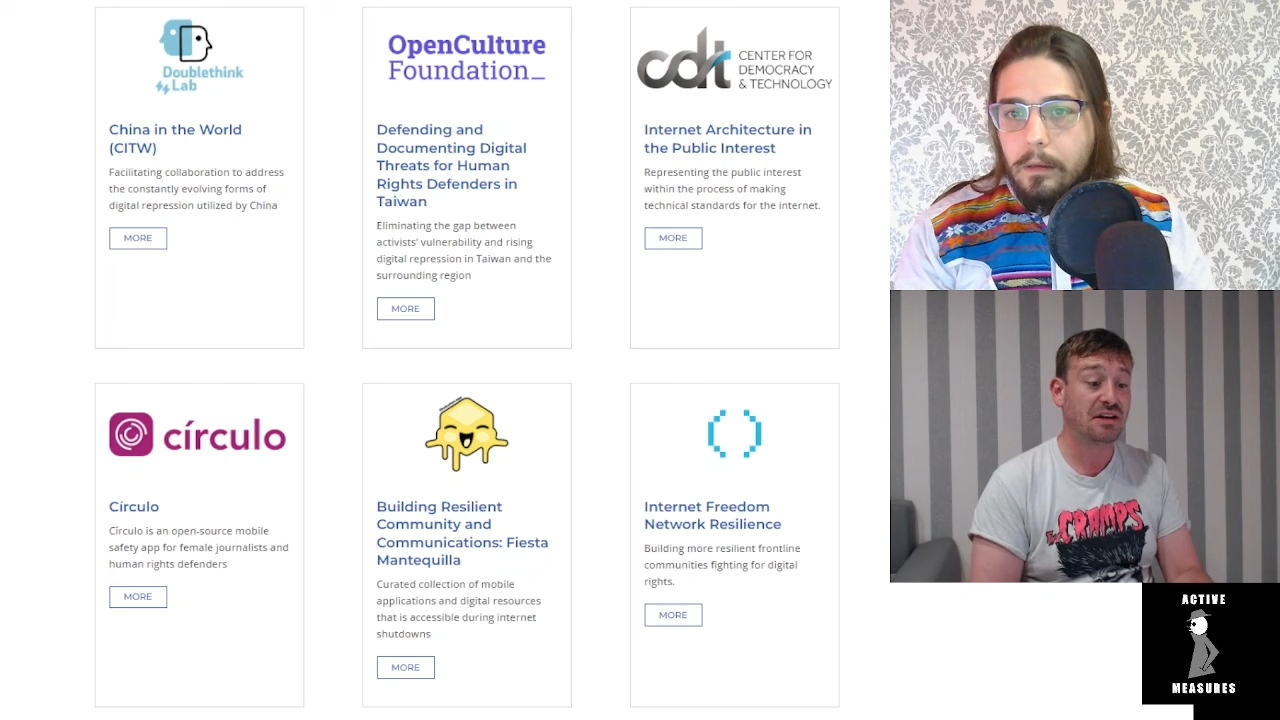 Doublethink
Lab
China in the World
(CITW)
Facilitating collaboration to address
the constantly evolving forms of
digital repression utilized by China
MORE
OpenCulture
Foundation_
Defending and
Documenting Digital
Threats for Human
Rights Defenders in
Taiwan
Eliminating the gap between
activists' vulnerability and rising
digital repression in Taiwan and the
surrounding region
MORE
cdt
CENTER FOR
DEMOCRACY
& TECHNOLOGY
Internet Architecture in
the Public Interest
Representing the public interest
within the process of making
technical standards for the internet.
MORE
círculo
Círculo
Círculo is an open-source mobile
safety app for female journalists and
human rights defenders
MORE
Building Resilient
Community and
Communications: Fiesta
Mantequilla
Curated collection of mobile
applications and digital resources
that is accessible during internet
shutdowns
MORE
Internet Freedom
Network Resilience
Building more resilient frontline
communities fighting for digital
rights.
MORE
THE CRAMPS
ACTIVE
MEASURES